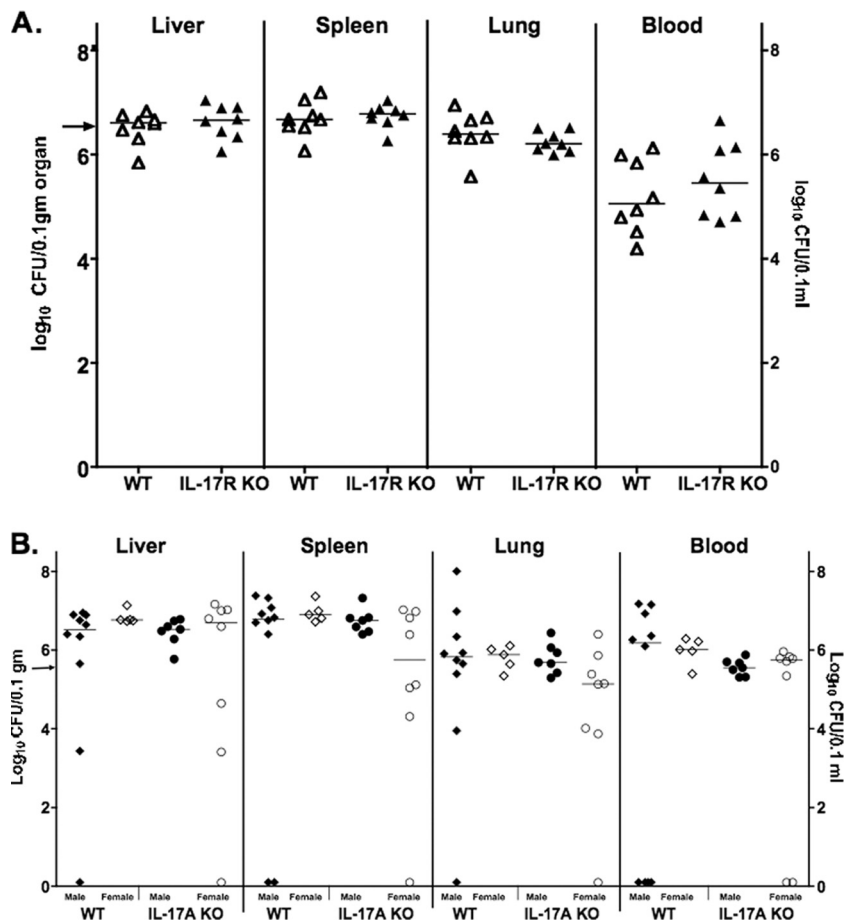 A.
Liver Spleen Lung Blood
8 8
6 6
4 4
2 2
0 0
log10 CFU/0.1gm organ
log10 CFU/0.1ml
WT IL-17R KO WT IL-17R KO WT IL-17R KO WT IL-17R KO
B.
Liver Spleen Lung Blood
8 8
6 6
4 4
2 2
0 0
Log10 CFU/0.1 gm
Log10 CFU/0.1 ml
Male Female Male Female Male Female Male Female Male Female Male Female Male Female Male Female
WT IL-17A KO WT IL-17A KO WT IL-17A KO WT IL-17A KO